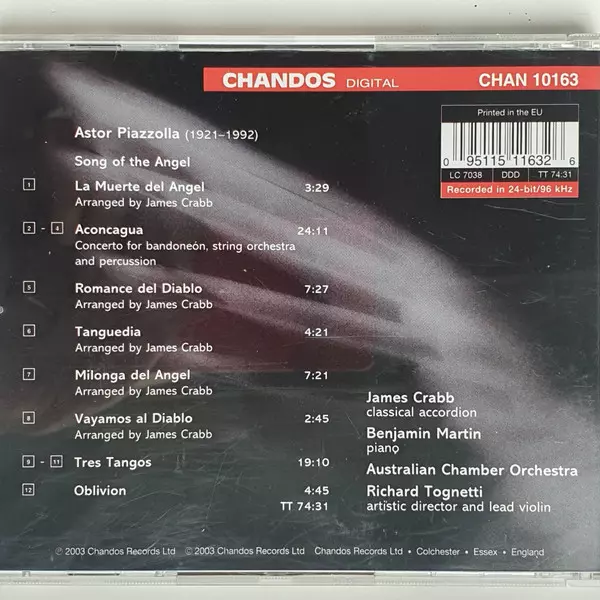 CHANDOS DIGITAL CHAN 10163
Printed in the EU
0 95115 11632 6
LC 7038 DDD TT 74:31
Recorded in 24-bit/96 kHz
Astor Piazzolla (1921–1992)
Song of the Angel
1 La Muerte del Angel 3:29
Arranged by James Crabb
2 - 4 Aconcagua 24:11
Concerto for bandoneón, string orchestra
and percussion
5 Romance del Diablo 7:27
Arranged by James Crabb
6 Tanguedia 4:21
Arranged by James Crabb
7 Milonga del Angel 7:21
Arranged by James Crabb
8 Vayamos al Diablo 2:45
Arranged by James Crabb
9 - 11 Tres Tangos 19:10
12 Oblivion 4:45
TT 74:31
James Crabb
classical accordion
Benjamin Martin
piano
Australian Chamber Orchestra
Richard Tognetti
artistic director and lead violin
℗ 2003 Chandos Records Ltd © 2003 Chandos Records Ltd Chandos Records Ltd • Colchester • Essex • England